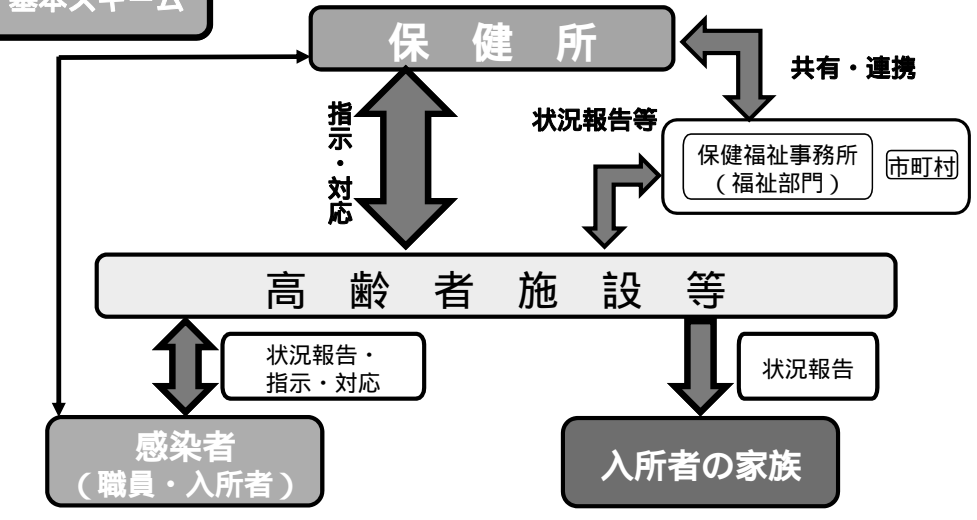 基本スキーム
保健所
共有・連携
指示・対応
状況報告等
保健福祉事務所
（福祉部門）
市町村
高齢者施設等
状況報告・
指示・対応
状況報告
感染者
（職員・入所者）
入所者の家族